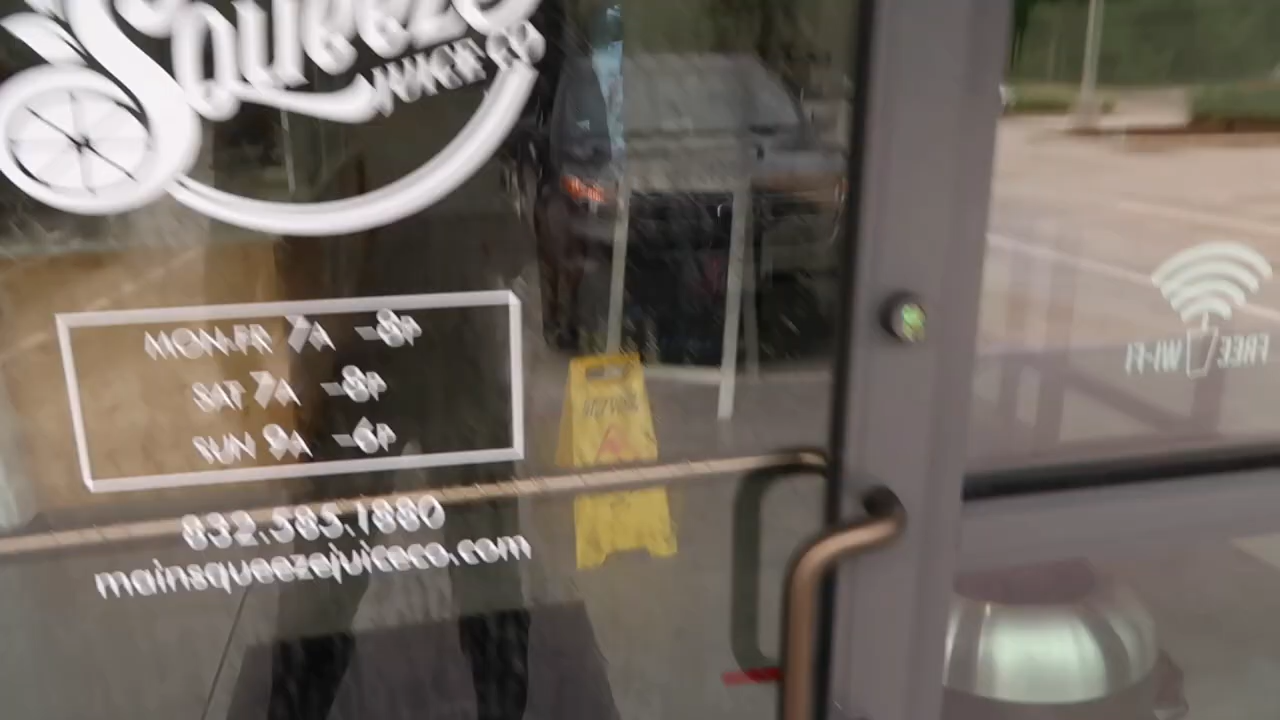 Squeeze
JUICE CO
MON-FRI 7A -8P
SAT 7A -8P
SUN 9A -6P
832.585.1880
mainsqueezejuiceco.com
FREE WI-FI